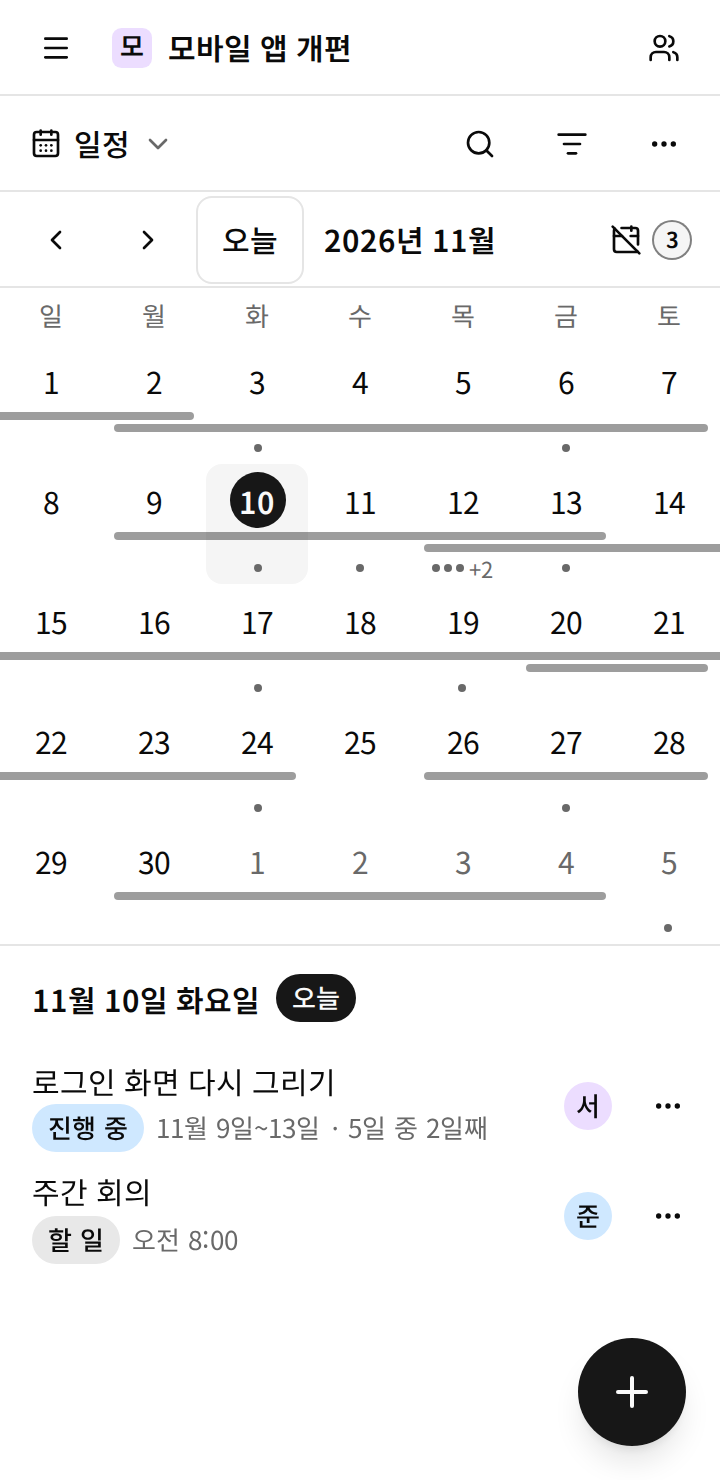 모 모바일 앱 개편
일정
오늘 2026년 11월 3
일 월 화 수 목 금 토
1 2 3 4 5 6 7
8 9 10 11 12 13 14
+2
15 16 17 18 19 20 21
22 23 24 25 26 27 28
29 30 1 2 3 4 5
11월 10일 화요일 오늘
로그인 화면 다시 그리기
서
진행 중 11월 9일~13일 · 5일 중 2일째
주간 회의
준
할 일 오전 8:00